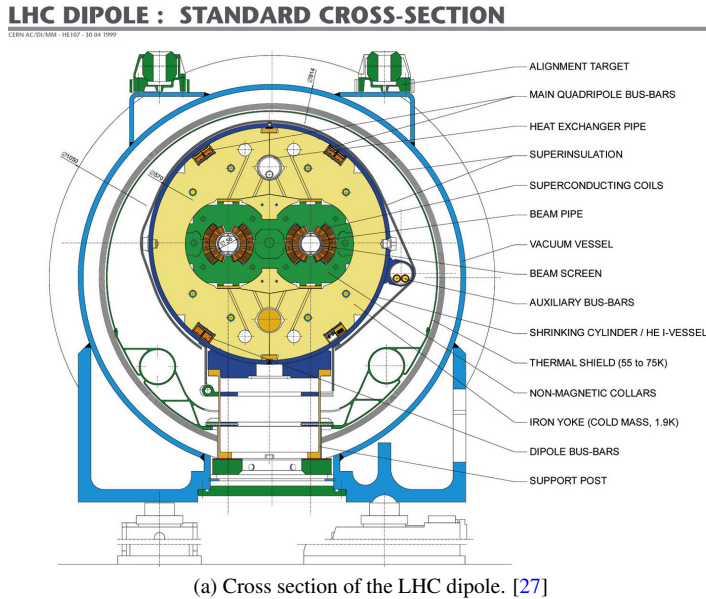 LHC DIPOLE : STANDARD CROSS-SECTION
CERN AC/DI/MM - HE107 - 30 04 1999
ALIGNMENT TARGET
MAIN QUADRIPOLE BUS-BARS
HEAT EXCHANGER PIPE
SUPERINSULATION
SUPERCONDUCTING COILS
BEAM PIPE
VACUUM VESSEL
BEAM SCREEN
AUXILIARY BUS-BARS
SHRINKING CYLINDER / HE I-VESSEL
THERMAL SHIELD (55 to 75K)
NON-MAGNETIC COLLARS
IRON YOKE (COLD MASS, 1.9K)
DIPOLE BUS-BARS
SUPPORT POST
∅914
∅1050
∅570
(a) Cross section of the LHC dipole. [27]